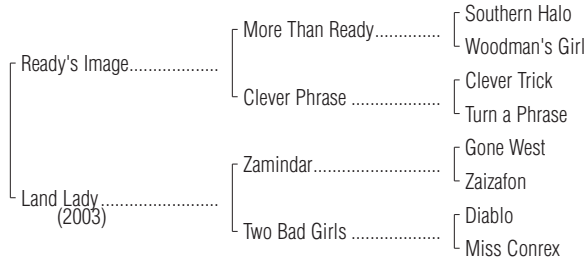 Southern Halo
More Than Ready..............
Woodman's Girl
Ready's Image...................
Clever Trick
Clever Phrase ...................
Turn a Phrase
Gone West
Zamindar...........................
Zaizafon
Land Lady.........................
(2003)
Diablo
Two Bad Girls ...................
Miss Conrex